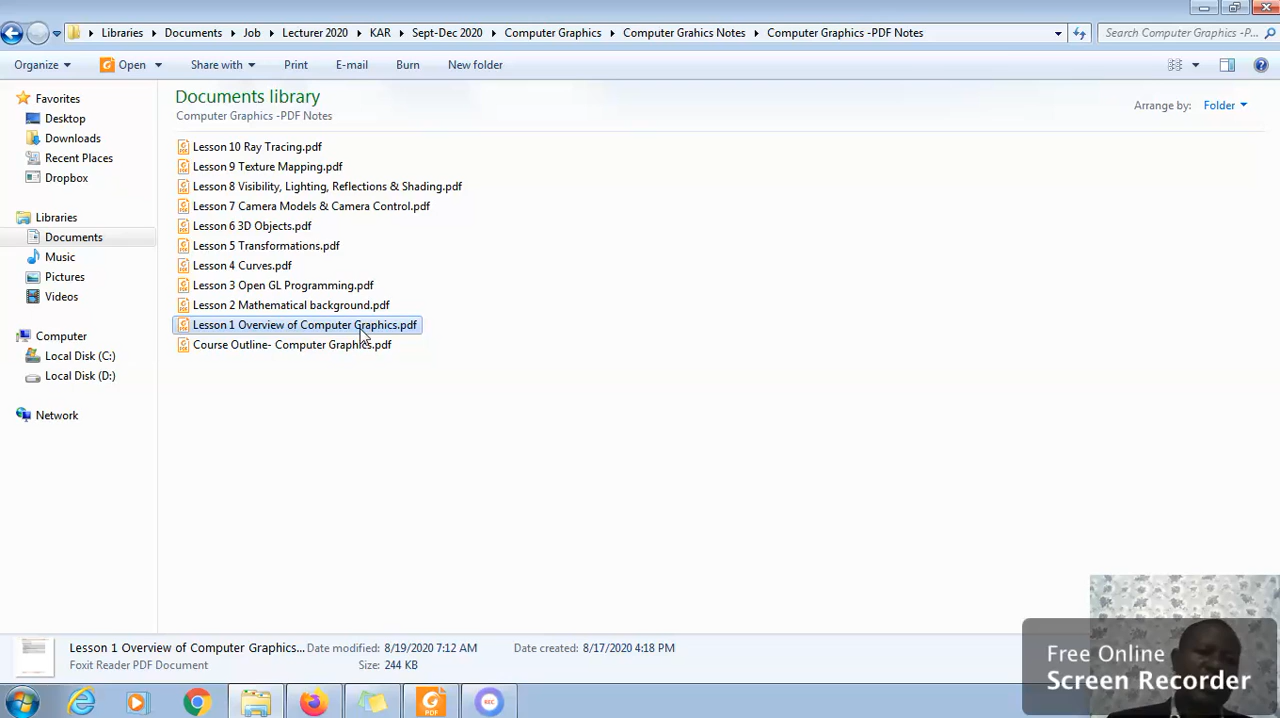 Libraries Documents Job Lecturer 2020 KAR Sept-Dec 2020 Computer Graphics Computer Grahics Notes Computer Graphics -PDF Notes Search Computer Graphics -P...
Organize Open Share with Print E-mail Burn New folder
Favorites
Desktop
Downloads
Recent Places
Dropbox
Libraries
Documents
Music
Pictures
Videos
Computer
Local Disk (C:)
Local Disk (D:)
Network
Documents library
Computer Graphics -PDF Notes
Arrange by: Folder
Lesson 10 Ray Tracing.pdf
Lesson 9 Texture Mapping.pdf
Lesson 8 Visibility, Lighting, Reflections & Shading.pdf
Lesson 7 Camera Models & Camera Control.pdf
Lesson 6 3D Objects.pdf
Lesson 5 Transformations.pdf
Lesson 4 Curves.pdf
Lesson 3 Open GL Programming.pdf
Lesson 2 Mathematical background.pdf
Lesson 1 Overview of Computer Graphics.pdf
Course Outline- Computer Graphics.pdf
Lesson 1 Overview of Computer Graphics... Date modified: 8/19/2020 7:12 AM Date created: 8/17/2020 4:18 PM
Foxit Reader PDF Document Size: 244 KB
Free Online
Screen Recorder
PDF
REC